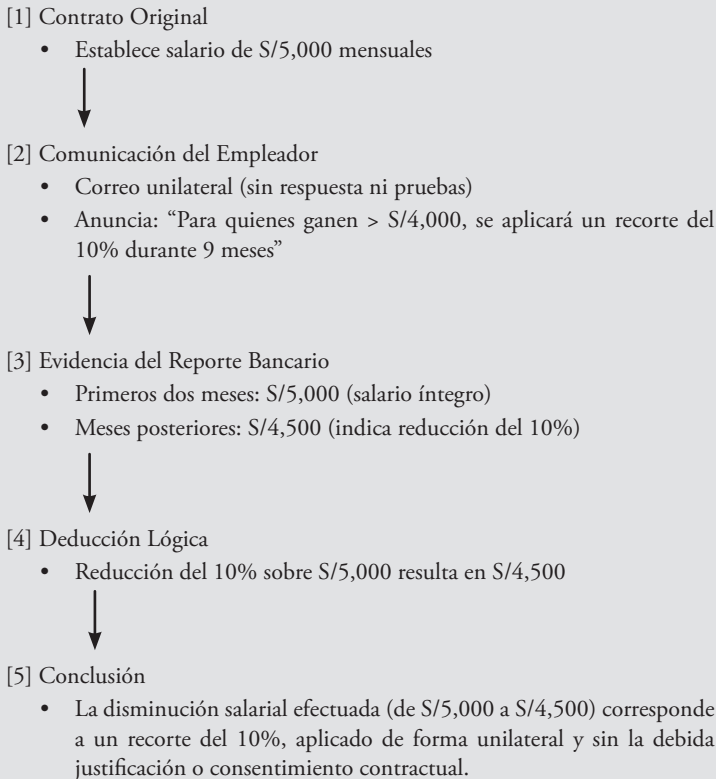 [1] Contrato Original
• Establece salario de S/5,000 mensuales
[2] Comunicación del Empleador
• Correo unilateral (sin respuesta ni pruebas)
• Anuncia: “Para quienes ganen > S/4,000, se aplicará un recorte del
10% durante 9 meses”
[3] Evidencia del Reporte Bancario
• Primeros dos meses: S/5,000 (salario íntegro)
• Meses posteriores: S/4,500 (indica reducción del 10%)
[4] Deducción Lógica
• Reducción del 10% sobre S/5,000 resulta en S/4,500
[5] Conclusión
• La disminución salarial efectuada (de S/5,000 a S/4,500) corresponde
a un recorte del 10%, aplicado de forma unilateral y sin la debida
justificación o consentimiento contractual.